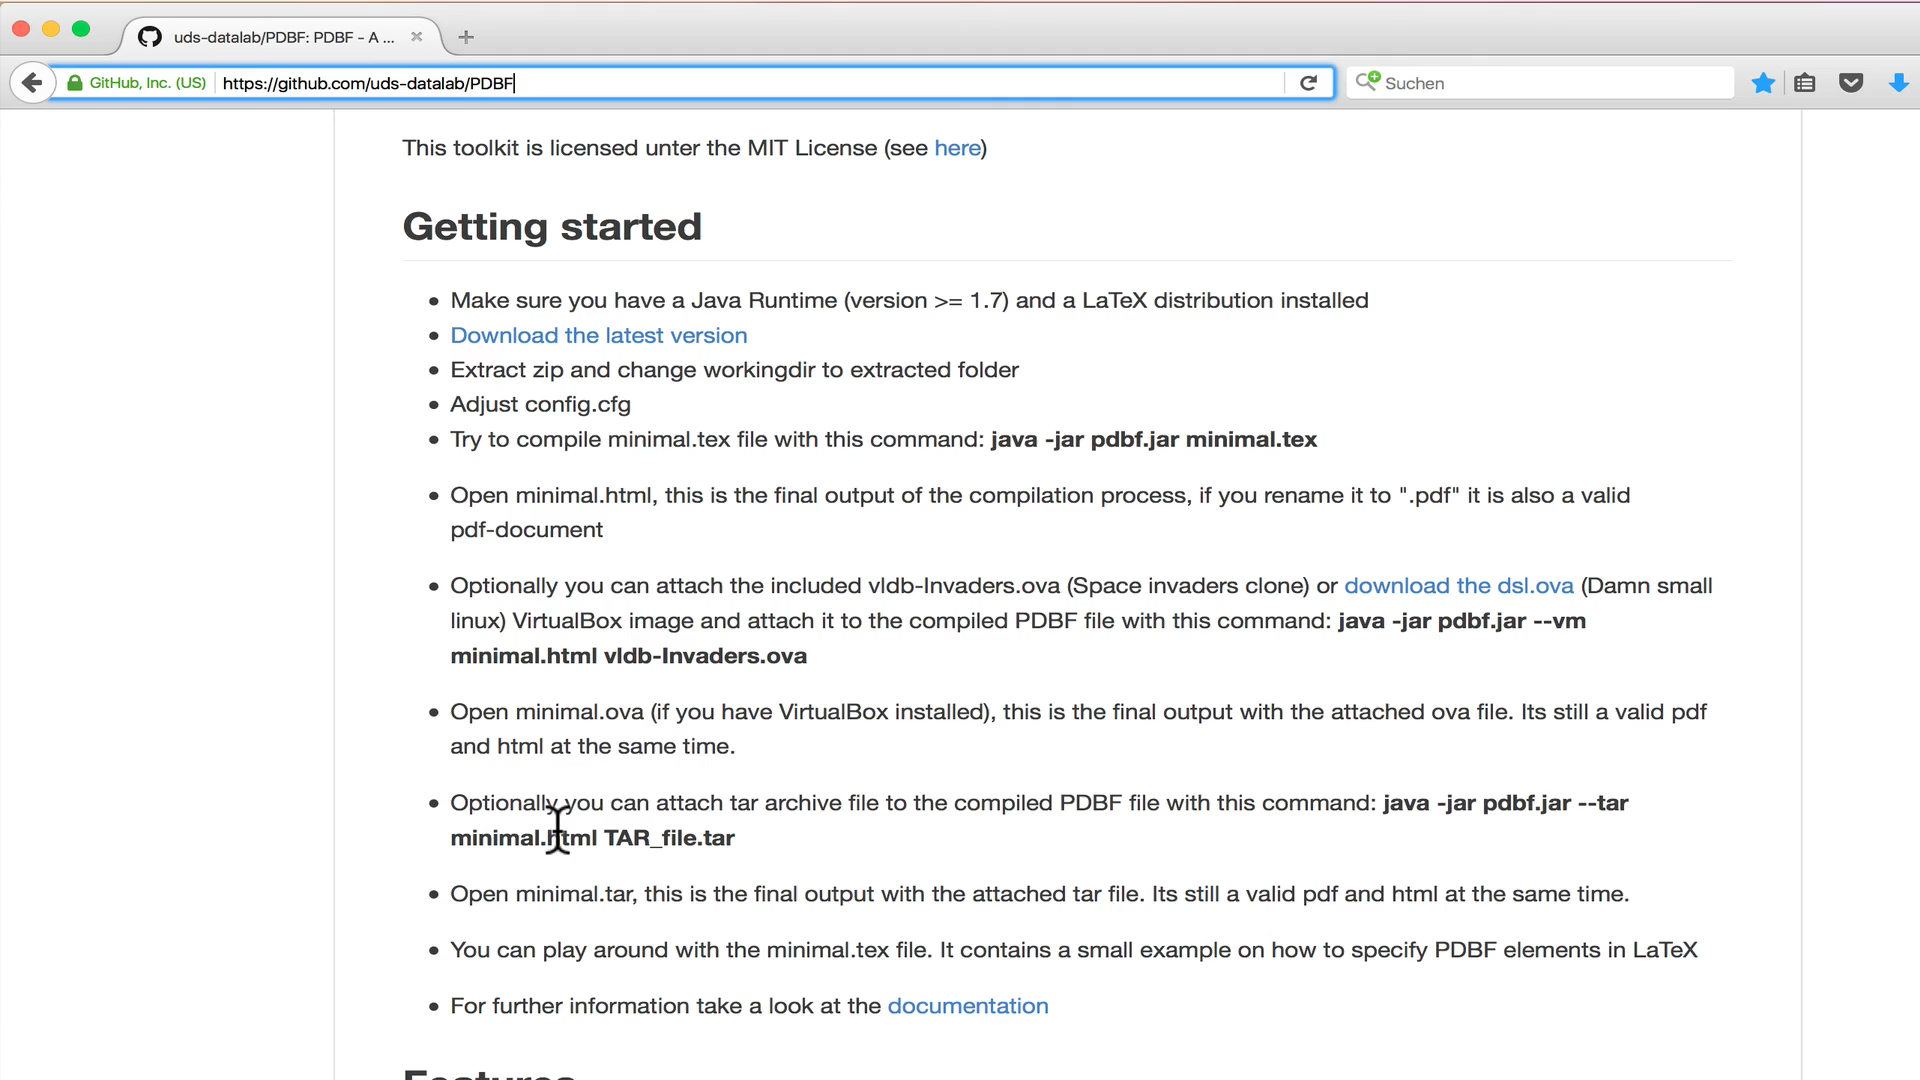 uds-datalab/PDBF: PDBF - A ...
GitHub, Inc. (US) https://github.com/uds-datalab/PDBF Suchen
This toolkit is licensed unter the MIT License (see here)
Getting started
Make sure you have a Java Runtime (version >= 1.7) and a LaTeX distribution installed
Download the latest version
Extract zip and change workingdir to extracted folder
Adjust config.cfg
Try to compile minimal.tex file with this command: java -jar pdbf.jar minimal.tex
Open minimal.html, this is the final output of the compilation process, if you rename it to ".pdf" it is also a valid
pdf-document
Optionally you can attach the included vldb-Invaders.ova (Space invaders clone) or download the dsl.ova (Damn small
linux) VirtualBox image and attach it to the compiled PDBF file with this command: java -jar pdbf.jar --vm
minimal.html vldb-Invaders.ova
Open minimal.ova (if you have VirtualBox installed), this is the final output with the attached ova file. Its still a valid pdf
and html at the same time.
Optionally you can attach tar archive file to the compiled PDBF file with this command: java -jar pdbf.jar --tar
minimal.html TAR_file.tar
Open minimal.tar, this is the final output with the attached tar file. Its still a valid pdf and html at the same time.
You can play around with the minimal.tex file. It contains a small example on how to specify PDBF elements in LaTeX
For further information take a look at the documentation
Features